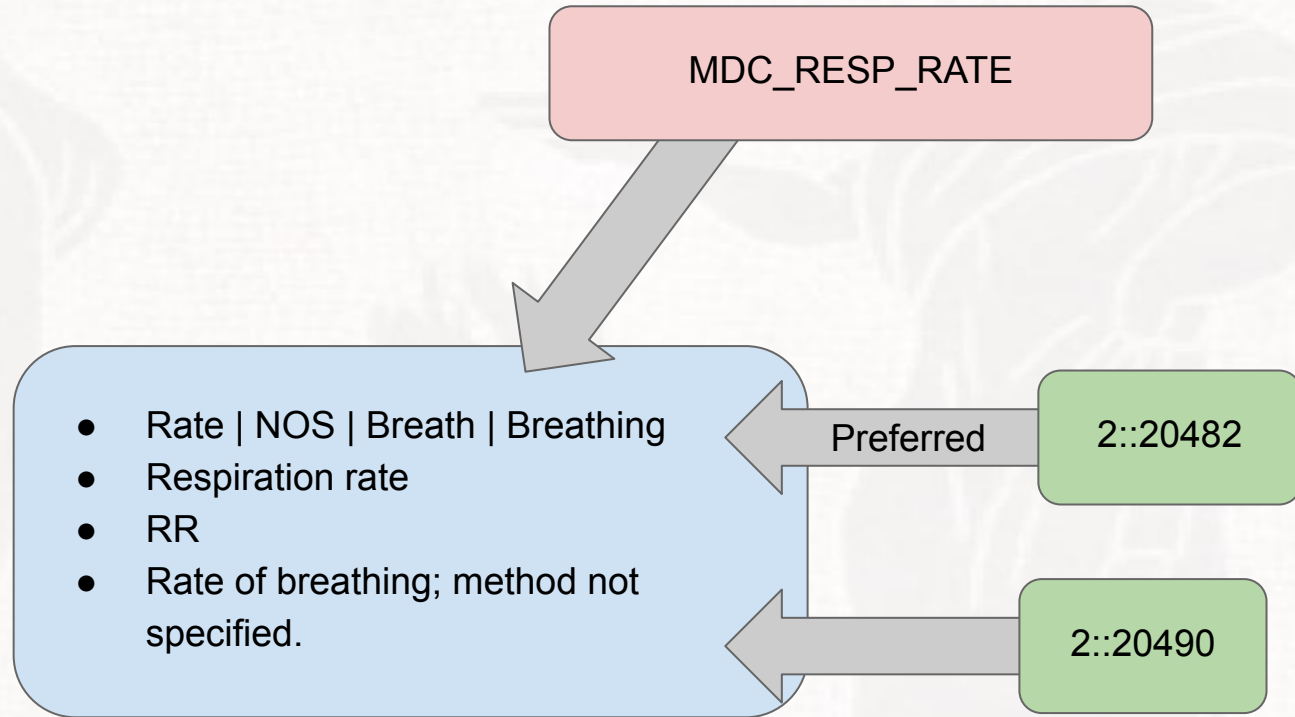 MDC_RESP_RATE
● Rate | NOS | Breath | Breathing
● Respiration rate
● RR
● Rate of breathing; method not
specified.
Preferred
2::20482
2::20490